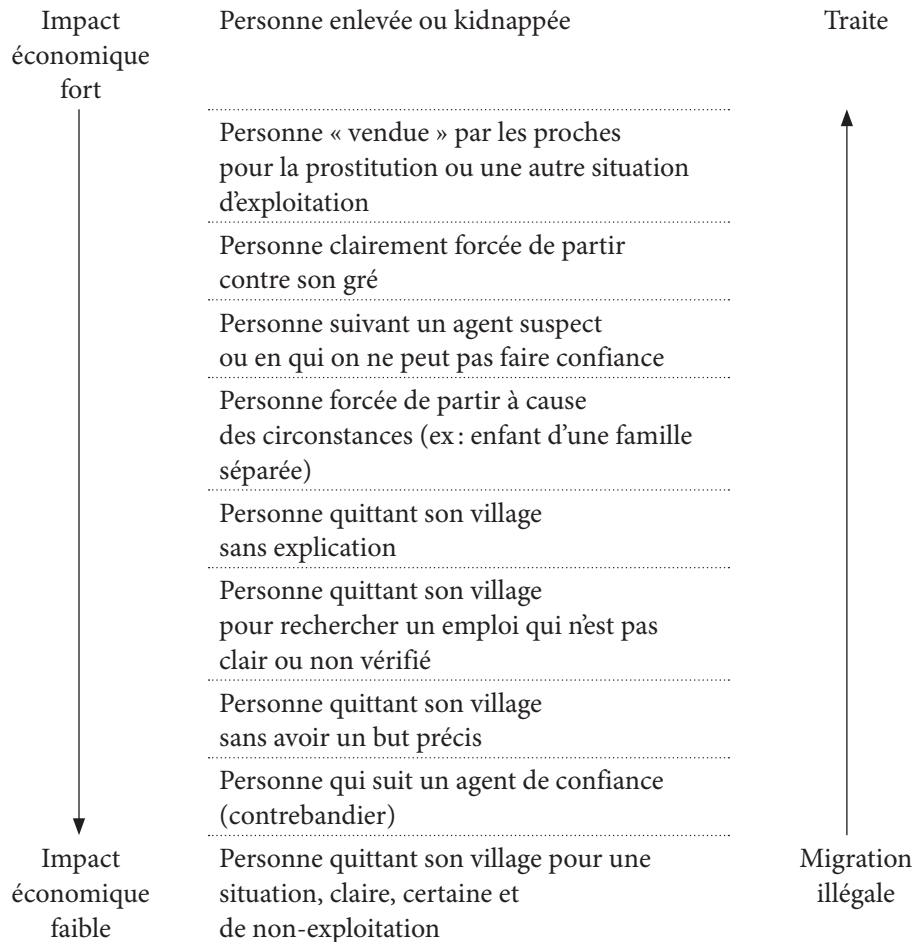 Impact
économique
fort
Personne enlevée ou kidnappée
Traite
Personne « vendue » par les proches
pour la prostitution ou une autre situation
d'exploitation
Personne clairement forcée de partir
contre son gré
Personne suivant un agent suspect
ou en qui on ne peut pas faire confiance
Personne forcée de partir à cause
des circonstances (ex : enfant d'une famille
séparée)
Personne quittant son village
sans explication
Personne quittant son village
pour rechercher un emploi qui n'est pas
clair ou non vérifié
Personne quittant son village
sans avoir un but précis
Personne qui suit un agent de confiance
(contrebandier)
Impact
économique
faible
Personne quittant son village pour une
situation, claire, certaine et
de non-exploitation
Migration
illégale